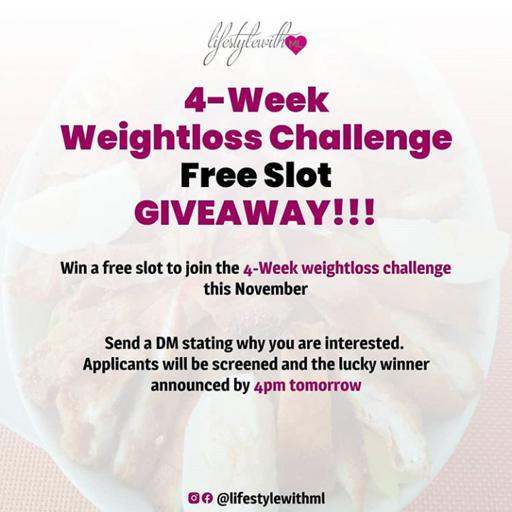 lifestylewith ML
4-Week
Weightloss Challenge
Free Slot
GIVEAWAY!!!
Win a free slot to join the 4-Week weightloss challenge
this November
Send a DM stating why you are interested.
Applicants will be screened and the lucky winner
announced by 4pm tomorrow
@lifestylewithml